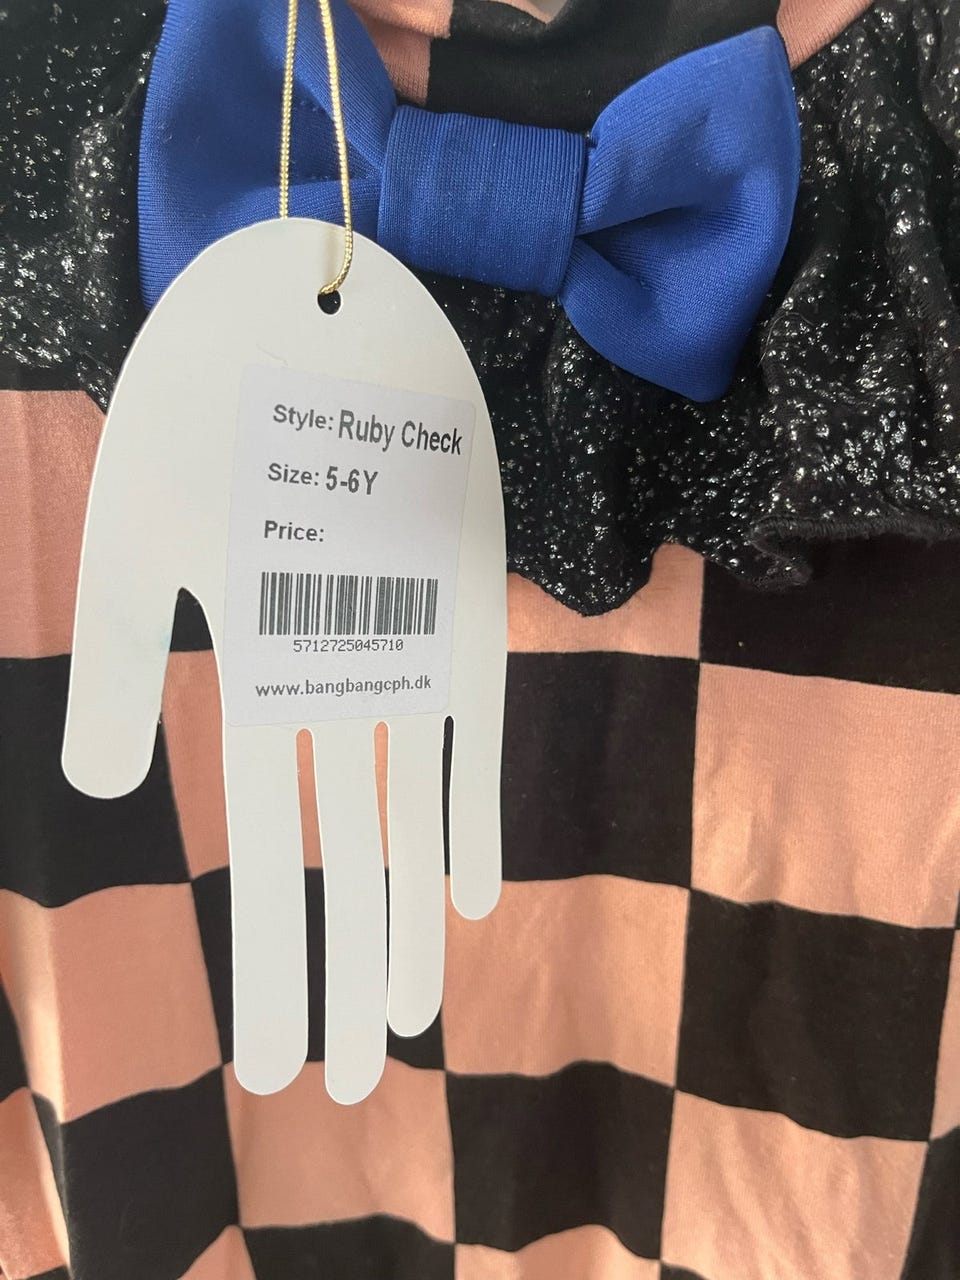 Style: Ruby Check
Size: 5-6Y
Price:
5712725045710
www.bangbangcph.dk